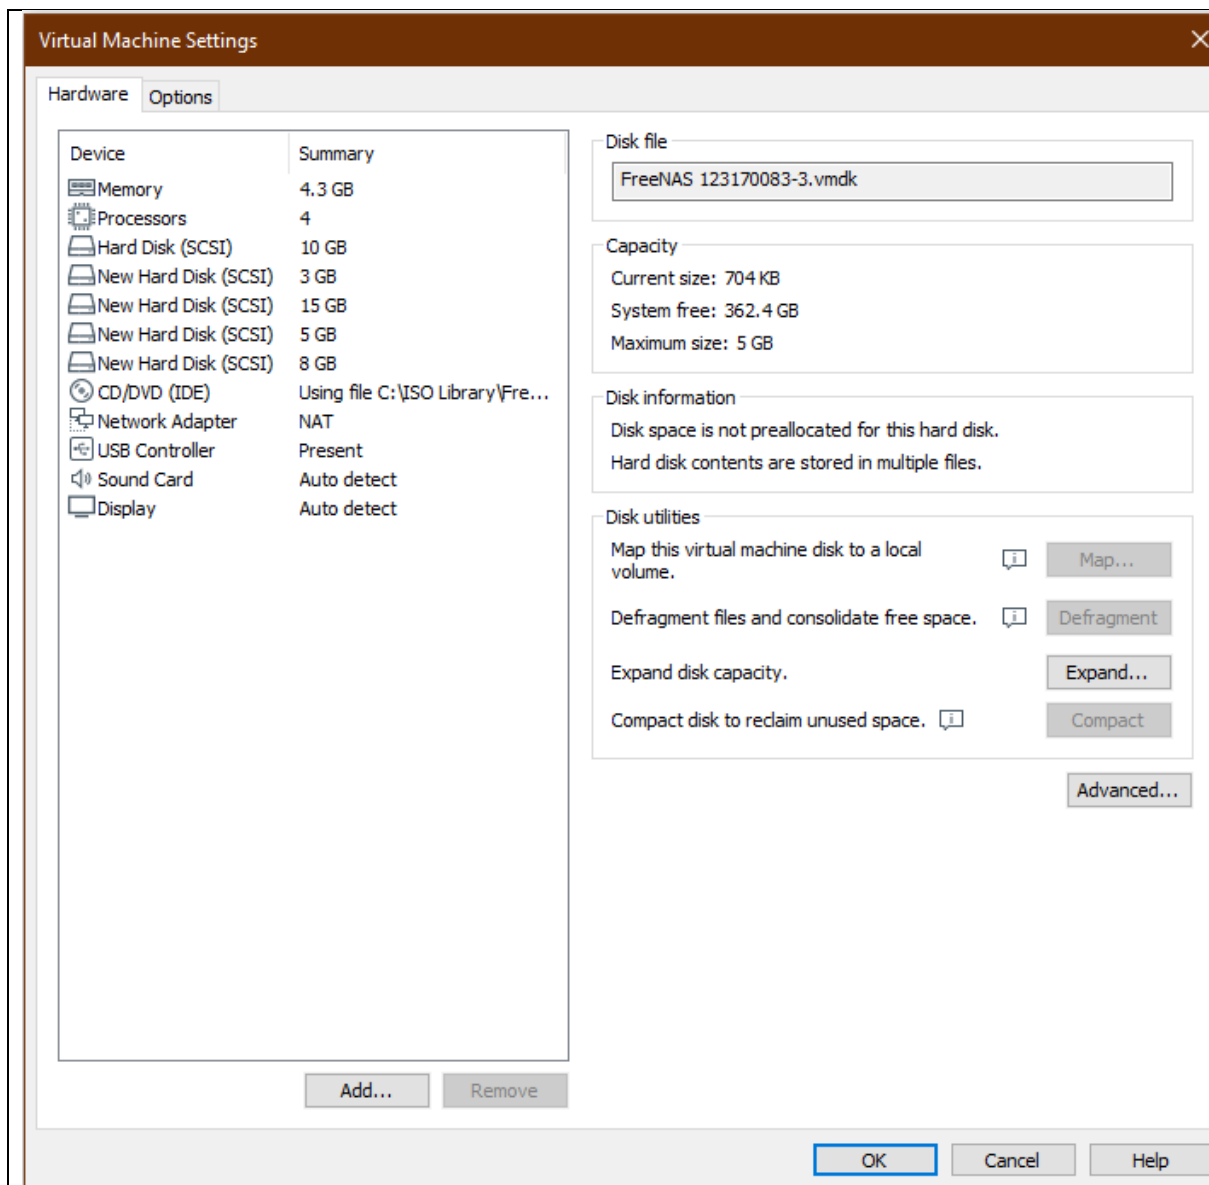 Virtual Machine Settings
Hardware Options
Device Summary
Memory 4.3 GB
Processors 4
Hard Disk (SCSI) 10 GB
New Hard Disk (SCSI) 3 GB
New Hard Disk (SCSI) 15 GB
New Hard Disk (SCSI) 5 GB
New Hard Disk (SCSI) 8 GB
CD/DVD (IDE) Using file C:\ISO Library\Fre...
Network Adapter NAT
USB Controller Present
Sound Card Auto detect
Display Auto detect
Add... Remove
Disk file
FreeNAS 123170083-3.vmdk
Capacity
Current size: 704 KB
System free: 362.4 GB
Maximum size: 5 GB
Disk information
Disk space is not preallocated for this hard disk.
Hard disk contents are stored in multiple files.
Disk utilities
Map this virtual machine disk to a local
volume.
Map...
Defragment files and consolidate free space. Defragment
Expand disk capacity. Expand...
Compact disk to reclaim unused space. Compact
Advanced...
OK Cancel Help